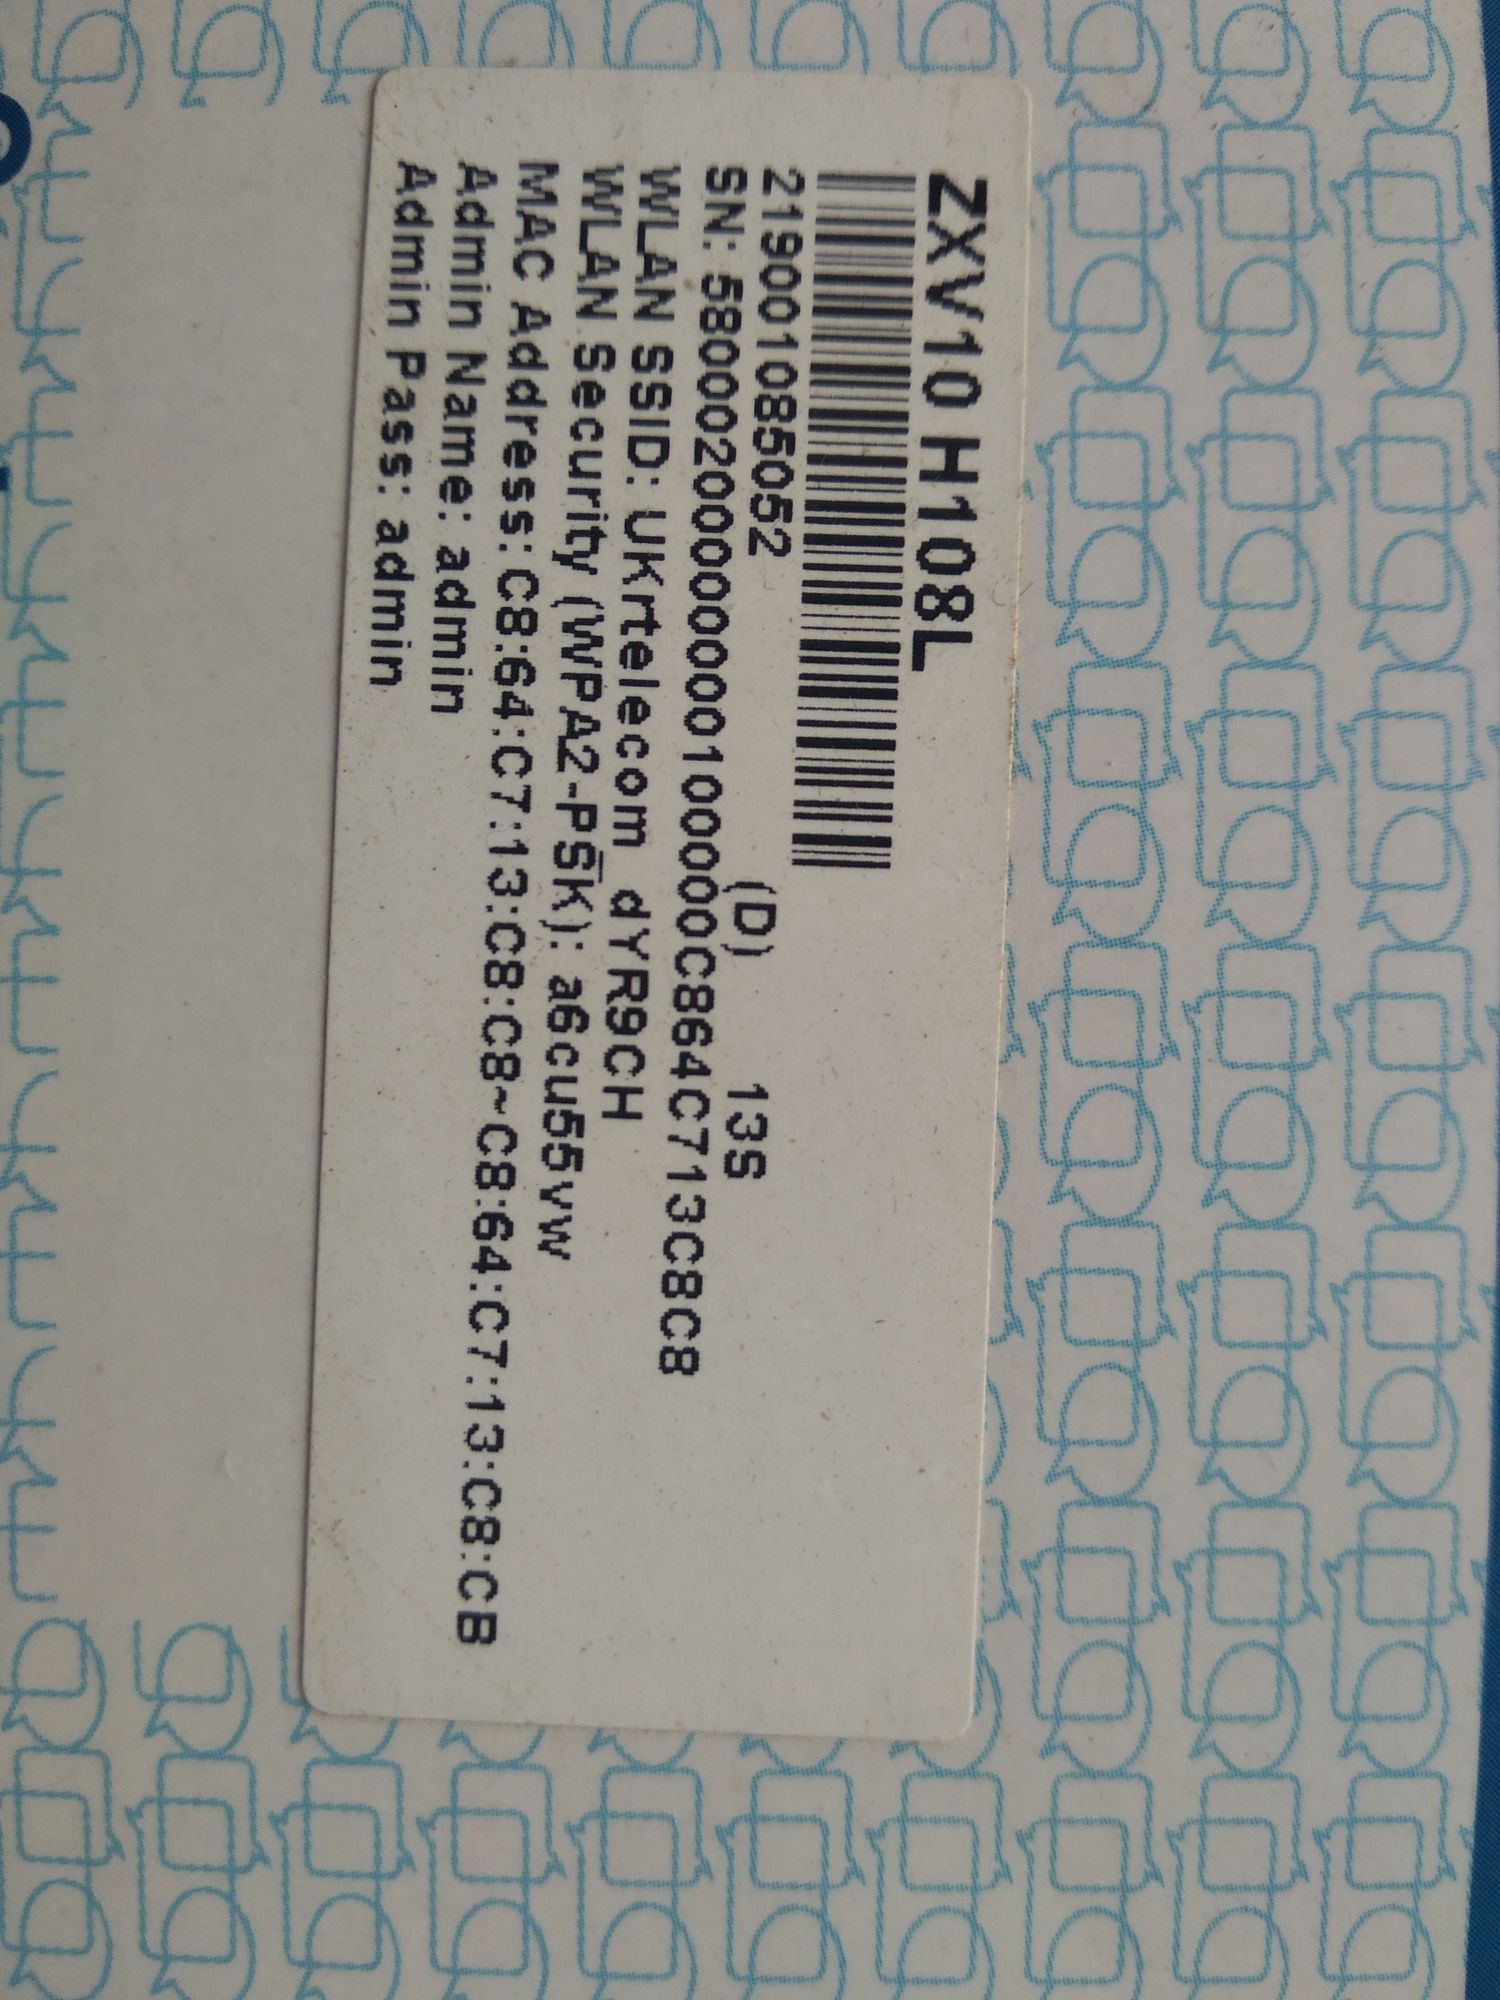 ZXV10 H108L
219001085052 (D) 13S
SN: 5800020000000010000000C864C713C8C8
WLAN SSID: UKrtelecom_dYR9CH
WLAN Security (WPA2-PSK): a6cu55vw
MAC Address:C8:64:C7:13:C8:C8~C8:64:C7:13:C8:CB
Admin Name: admin
Admin Pass: admin